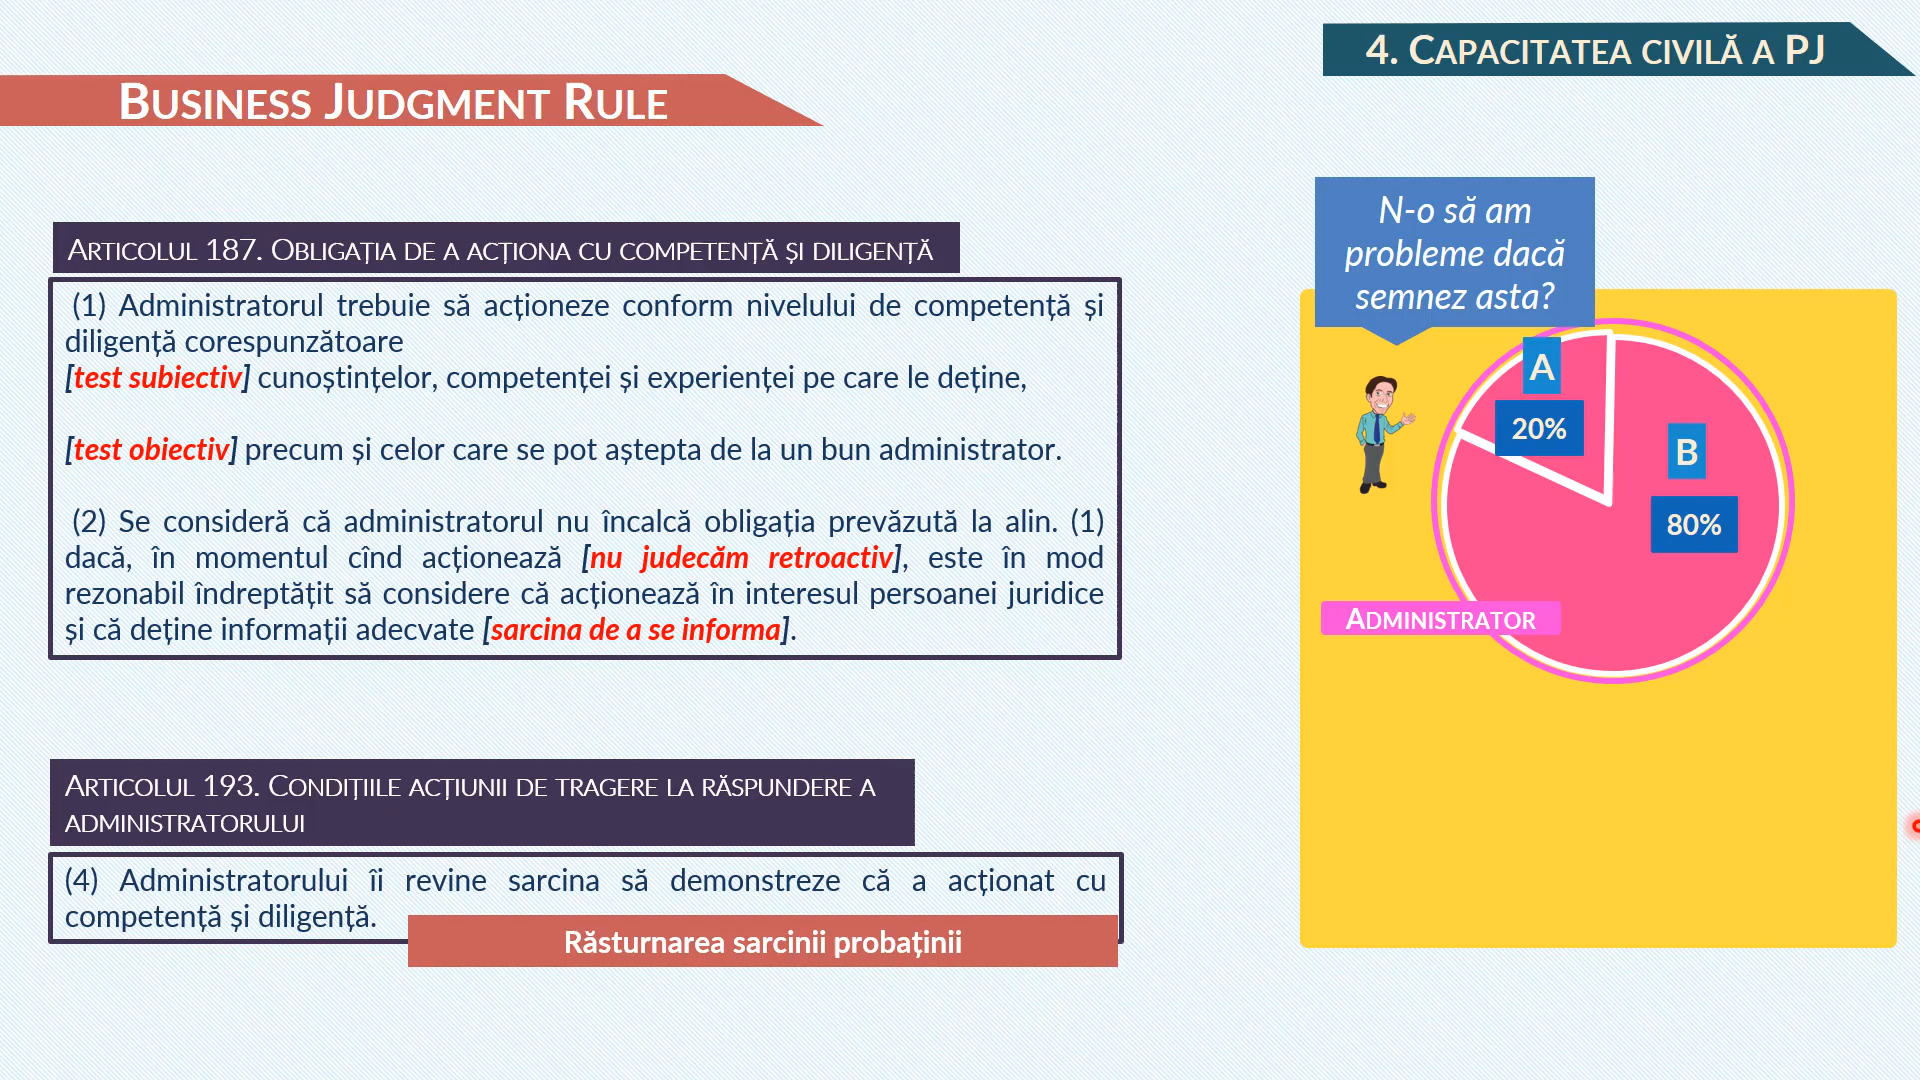 4. CAPACITATEA CIVILĂ A PJ
BUSINESS JUDGMENT RULE
ARTICOLUL 187. OBLIGAȚIA DE A ACȚIONA CU COMPETENȚĂ ȘI DILIGENȚĂ
(1) Administratorul trebuie să acționeze conform nivelului de competență și
diligență corespunzătoare
[test subiectiv] cunoștințelor, competenței și experienței pe care le deține,
[test obiectiv] precum și celor care se pot aștepta de la un bun administrator.
(2) Se consideră că administratorul nu încalcă obligația prevăzută la alin. (1)
dacă, în momentul cînd acționează [nu judecăm retroactiv], este în mod
rezonabil îndreptățit să considere că acționează în interesul persoanei juridice
și că deține informații adecvate [sarcina de a se informa].
ARTICOLUL 193. CONDIȚIILE ACȚIUNII DE TRAGERE LA RĂSPUNDERE A
ADMINISTRATORULUI
(4) Administratorului îi revine sarcina să demonstreze că a acționat cu
competență și diligență.
Răsturnarea sarcinii probaținii
N-o să am
probleme dacă
semnez asta?
A
20%
B
80%
ADMINISTRATOR